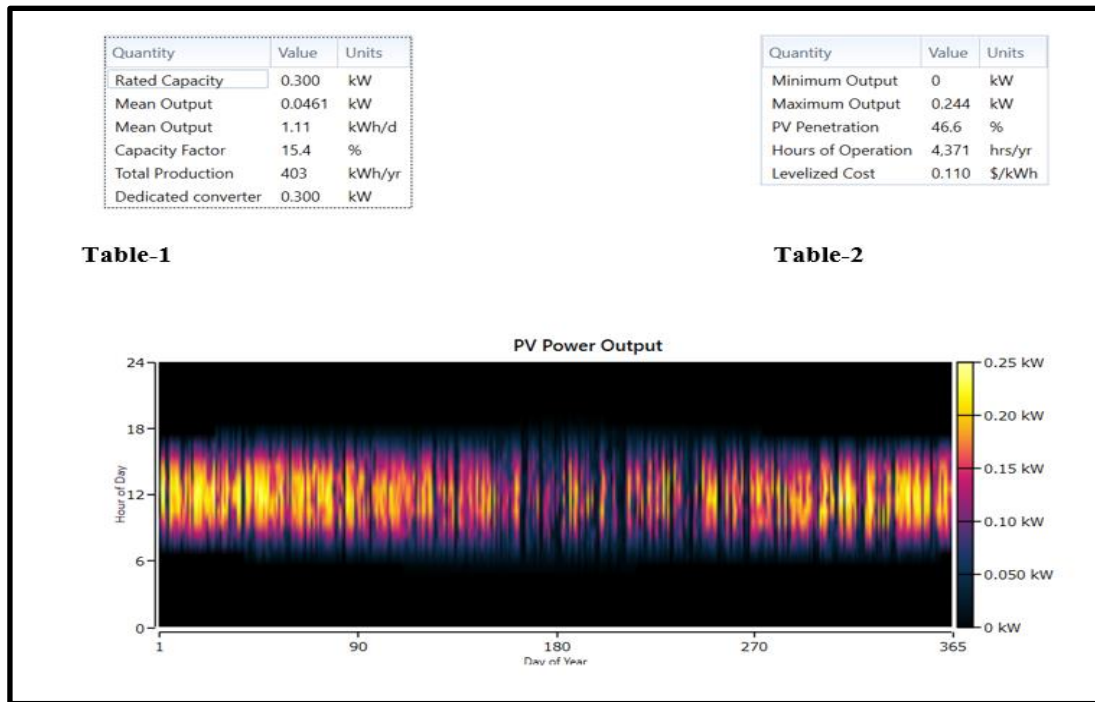 Quantity Value Units
Rated Capacity 0.300 kW
Mean Output 0.0461 kW
Mean Output 1.11 kWh/d
Capacity Factor 15.4 %
Total Production 403 kWh/yr
Dedicated converter 0.300 kW
Table-1
Quantity Value Units
Minimum Output 0 kW
Maximum Output 0.244 kW
PV Penetration 46.6 %
Hours of Operation 4,371 hrs/yr
Levelized Cost 0.110 $/kWh
Table-2
PV Power Output
Hour of Day
24
18
12
6
0
1 90 180 270 365
Day of Year
0.25 kW
0.20 kW
0.15 kW
0.10 kW
0.050 kW
0 kW